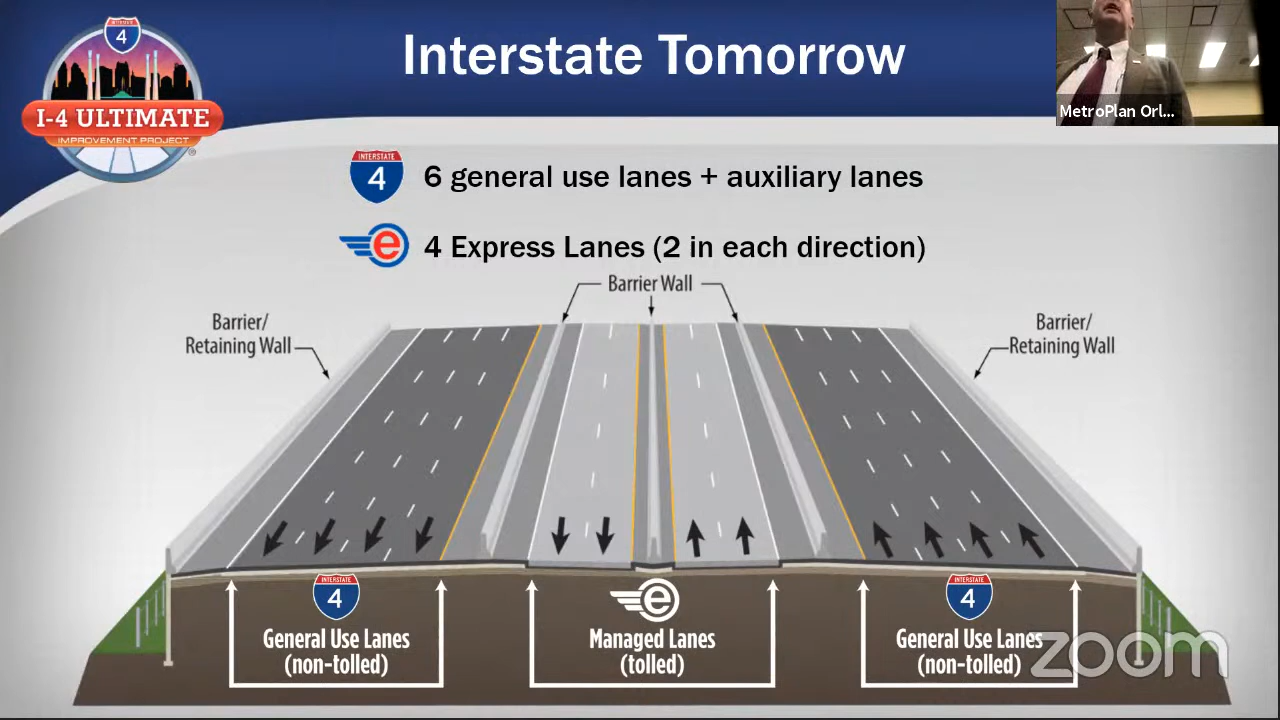 Interstate Tomorrow
INTERSTATE
4
I-4 ULTIMATE
IMPROVEMENT PROJECT
®
MetroPlan Orl...
INTERSTATE
4
6 general use lanes + auxiliary lanes
e
4 Express Lanes (2 in each direction)
Barrier Wall
Barrier/
Retaining Wall
Barrier/
Retaining Wall
INTERSTATE
4
General Use Lanes
(non-tolled)
e
Managed Lanes
(tolled)
INTERSTATE
4
General Use Lanes
(non-tolled)
zoom